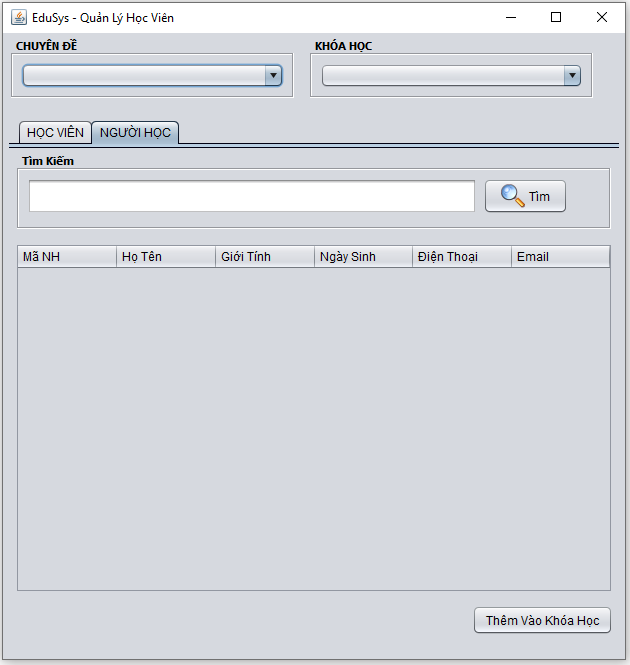 EduSys - Quản Lý Học Viên
CHUYÊN ĐỀ KHÓA HỌC
HỌC VIÊN NGƯỜI HỌC
Tìm Kiếm
Tìm
Mã NH Họ Tên Giới Tính Ngày Sinh Điện Thoại Email
Thêm Vào Khóa Học